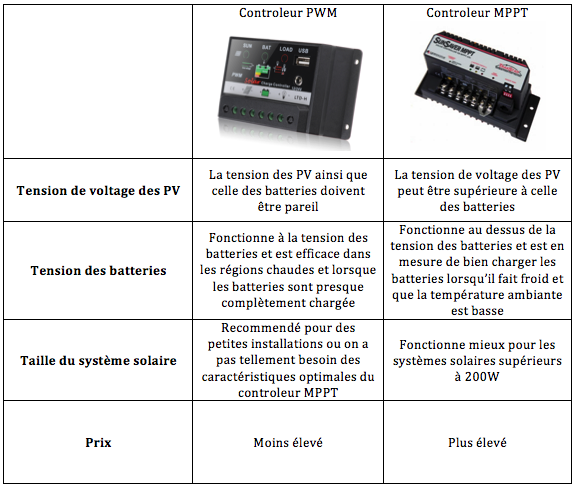 Controleur PWM
Controleur MPPT
SUN BAT LOAD USB
PWM
LTD-H
SUNSAVER MPPT
Tension de voltage des PV
La tension des PV ainsi que
celle des batteries doivent
être pareil
La tension de voltage des PV
peut être supérieure à celle
des batteries
Tension des batteries
Fonctionne à la tension des
batteries et est efficace dans
les régions chaudes et lorsque
les batteries sont presque
complètement chargée
Fonctionne au dessus de la
tension des batteries et est en
mesure de bien charger les
batteries lorsqu'il fait froid et
que la température ambiante
est basse
Taille du système solaire
Recommendé pour des
petites installations ou on a
pas tellement besoin des
caractéristiques optimales du
controleur MPPT
Fonctionne mieux pour les
systèmes solaires supérieurs
à 200W
Prix
Moins élevé
Plus élevé